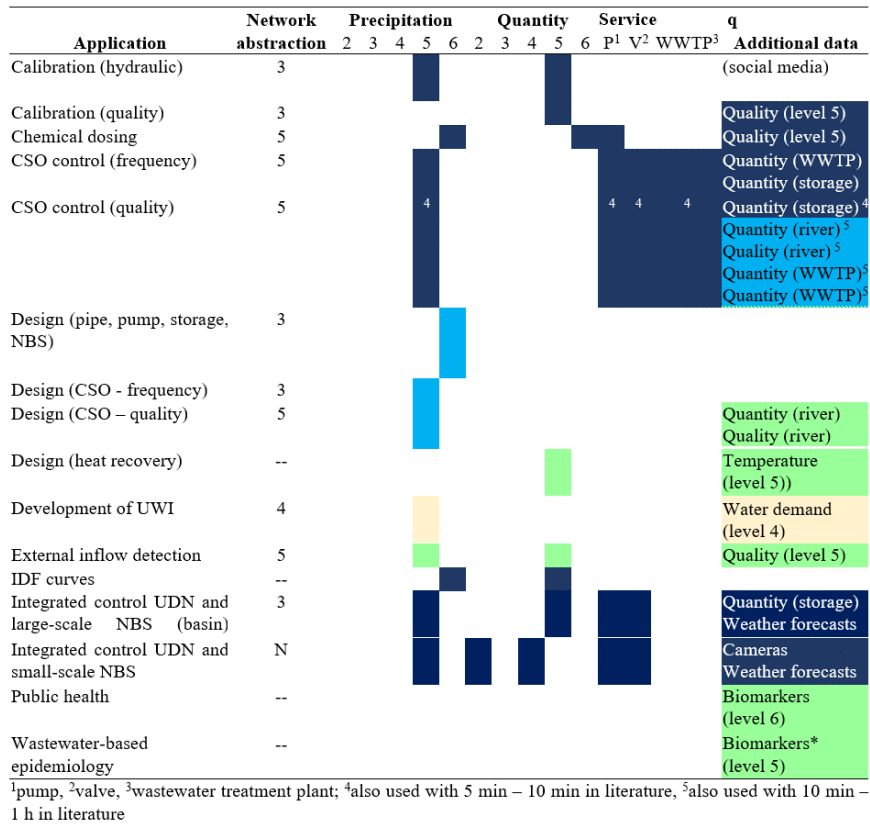 Network Precipitation Quantity Service q
Application abstraction 2 3 4 5 6 2 3 4 5 6 P1 V2 WWTP3 Additional data
Calibration (hydraulic) 3 (social media)
Calibration (quality) 3 Quality (level 5)
Chemical dosing 5 Quality (level 5)
CSO control (frequency) 5 Quantity (WWTP)
Quantity (storage)
CSO control (quality) 5 4 4 4 4 Quantity (storage) 4
Quantity (river) 5
Quality (river) 5
Quantity (WWTP)5
Quantity (WWTP)5
Design (pipe, pump, storage, 3
NBS)
Design (CSO - frequency) 3
Design (CSO – quality) 5 Quantity (river)
Quality (river)
Design (heat recovery) -- Temperature
(level 5))
Development of UWI 4 Water demand
(level 4)
External inflow detection 5 Quality (level 5)
IDF curves --
Integrated control UDN and 3 Quantity (storage)
large-scale NBS (basin) Weather forecasts
Integrated control UDN and N Cameras
small-scale NBS Weather forecasts
Public health -- Biomarkers
(level 6)
Wastewater-based -- Biomarkers*
epidemiology (level 5)
1pump, 2valve, 3wastewater treatment plant; 4also used with 5 min – 10 min in literature, 5also used with 10 min –
1 h in literature